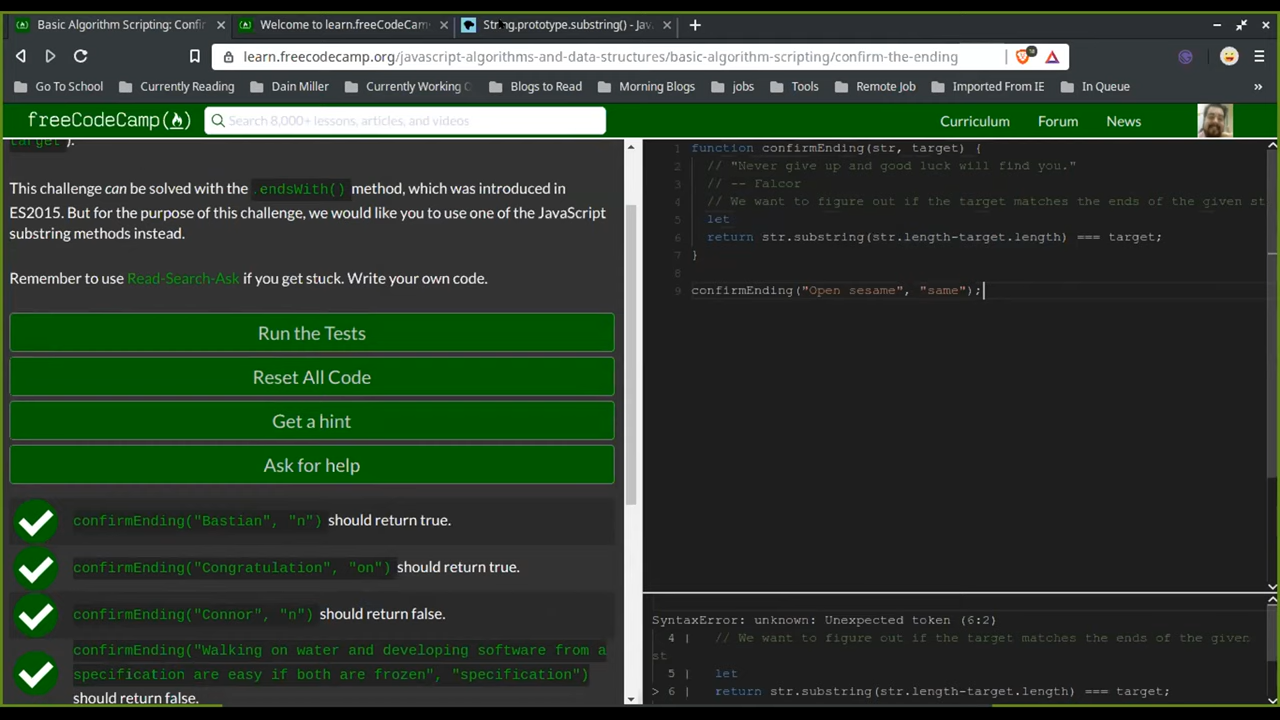 Basic Algorithm Scripting: Confi
Welcome to learn.freeCodeCam
String.prototype.substring() - Jav
learn.freecodecamp.org/javascript-algorithms-and-data-structures/basic-algorithm-scripting/confirm-the-ending
18
Go To School
Currently Reading
Dain Miller
Currently Working O
Blogs to Read
Morning Blogs
jobs
Tools
Remote Job
Imported From IE
In Queue
»
freeCodeCamp
Search 8,000+ lessons, articles, and videos
Curriculum
Forum
News
target ).
This challenge can be solved with the .endsWith() method, which was introduced in
ES2015. But for the purpose of this challenge, we would like you to use one of the JavaScript
substring methods instead.
Remember to use Read-Search-Ask if you get stuck. Write your own code.
Run the Tests
Reset All Code
Get a hint
Ask for help
confirmEnding("Bastian", "n") should return true.
confirmEnding("Congratulation", "on") should return true.
confirmEnding("Connor", "n") should return false.
confirmEnding("Walking on water and developing software from a
specification are easy if both are frozen", "specification")
should return false.
1 function confirmEnding(str, target) {
2 // "Never give up and good luck will find you."
3 // -- Falcor
4 // We want to figure out if the target matches the ends of the given st
5 let
6 return str.substring(str.length-target.length) === target;
7 }
8
9 confirmEnding("Open sesame", "same");
SyntaxError: unknown: Unexpected token (6:2)
4 | // We want to figure out if the target matches the ends of the given
st
5 | let
> 6 | return str.substring(str.length-target.length) === target;